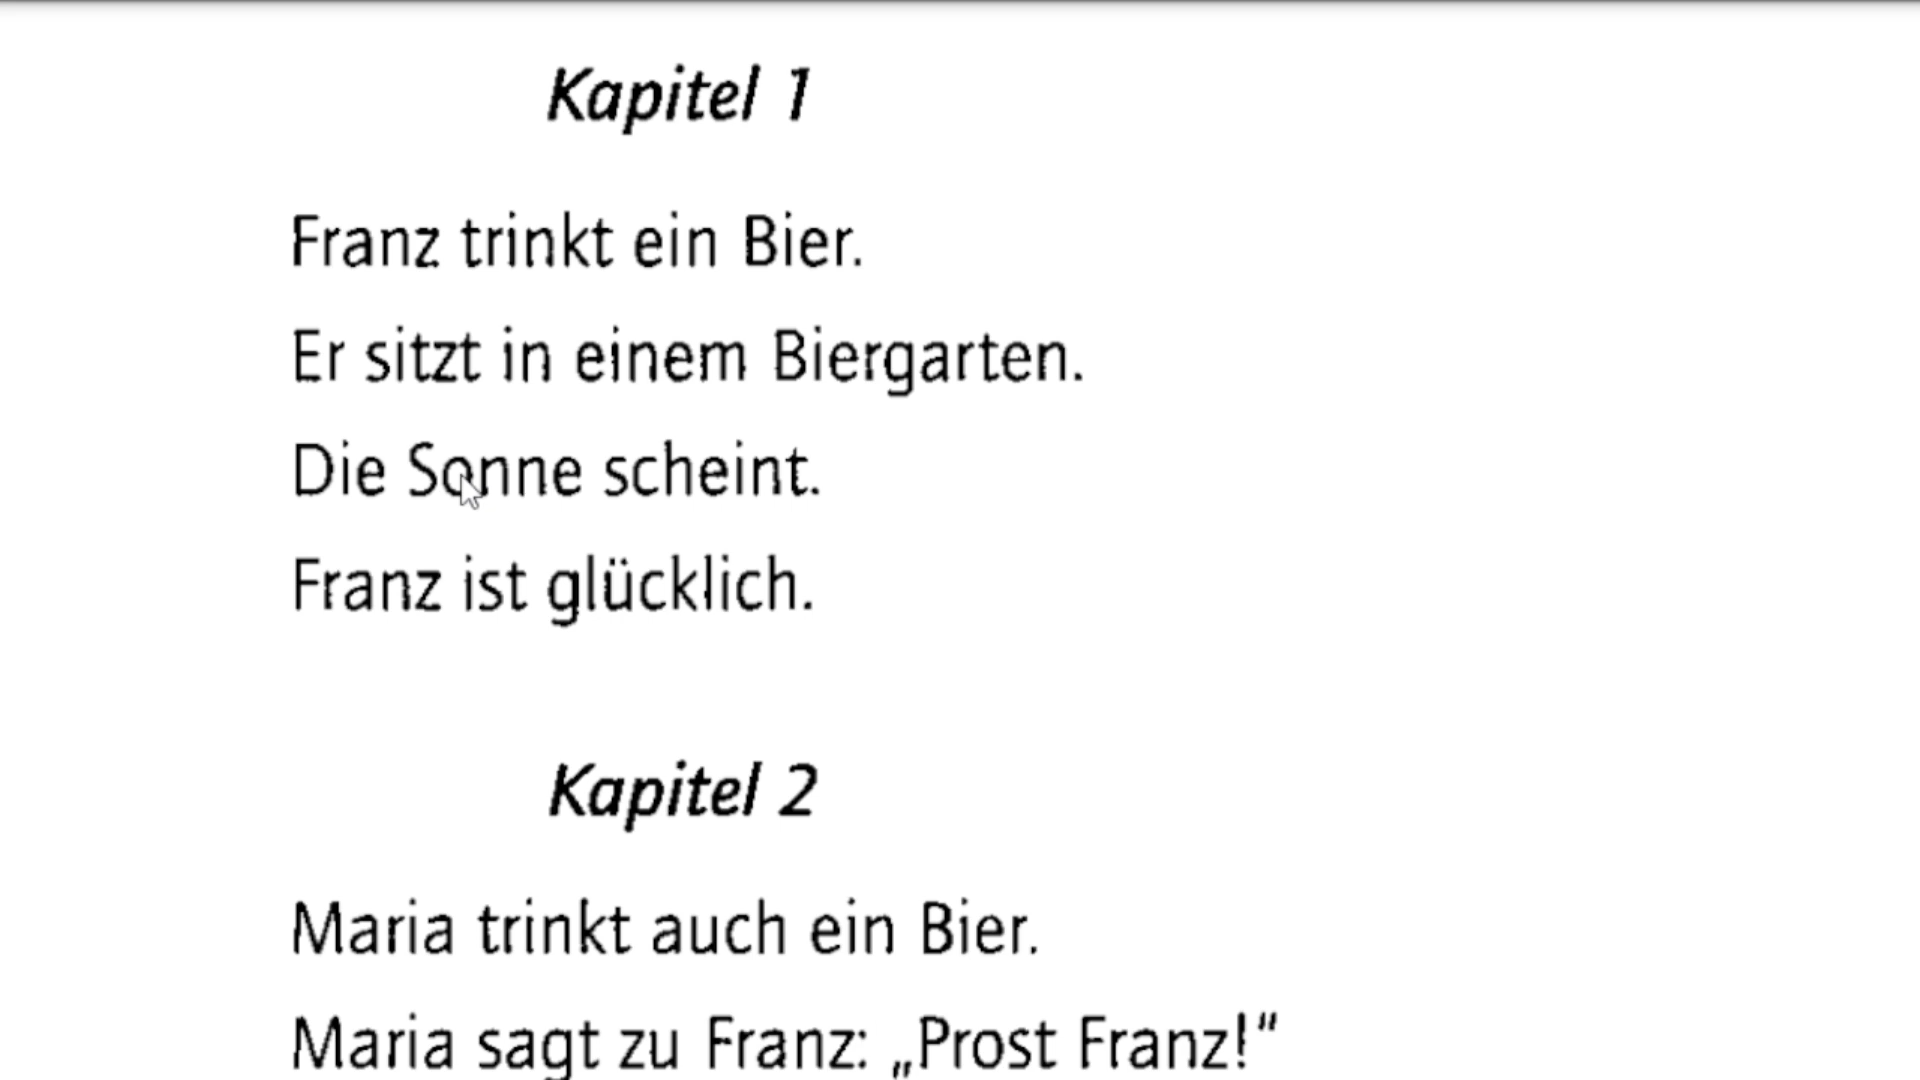 Kapitel 1
Franz trinkt ein Bier.
Er sitzt in einem Biergarten.
Die Sonne scheint.
Franz ist glücklich.
Kapitel 2
Maria trinkt auch ein Bier.
Maria sagt zu Franz: „Prost Franz!“